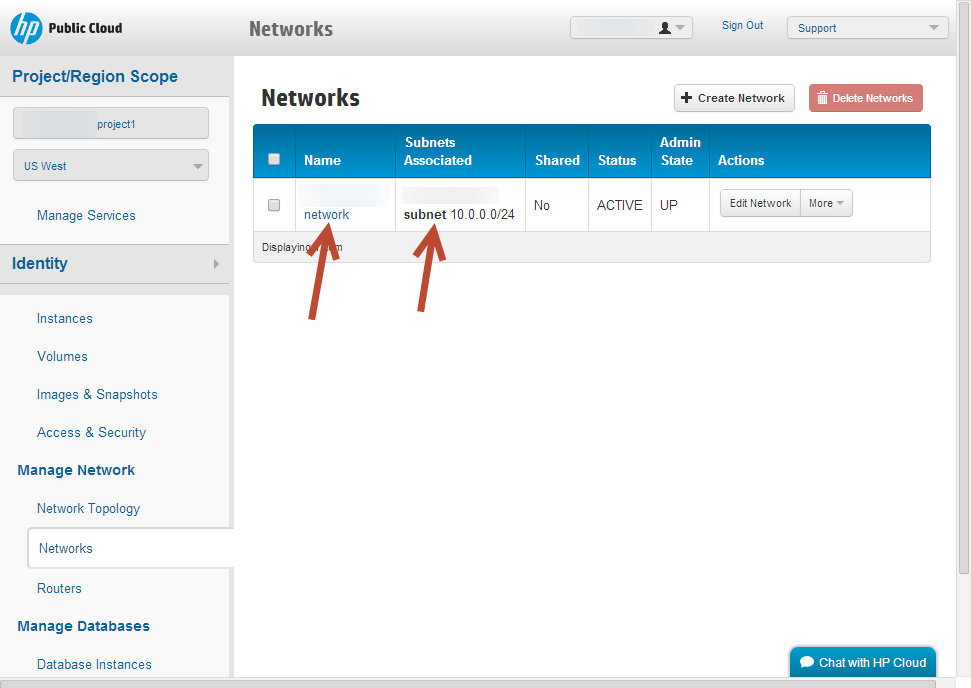 hp Public Cloud
Networks
Sign Out
Support
Project/Region Scope
project1
US West
Manage Services
Identity
Instances
Volumes
Images & Snapshots
Access & Security
Manage Network
Network Topology
Networks
Routers
Manage Databases
Database Instances
Networks
Create Network
Delete Networks
Name
Subnets Associated
Shared
Status
Admin State
Actions
network
subnet 10.0.0.0/24
No
ACTIVE
UP
Edit Network
More
Displaying
Chat with HP Cloud